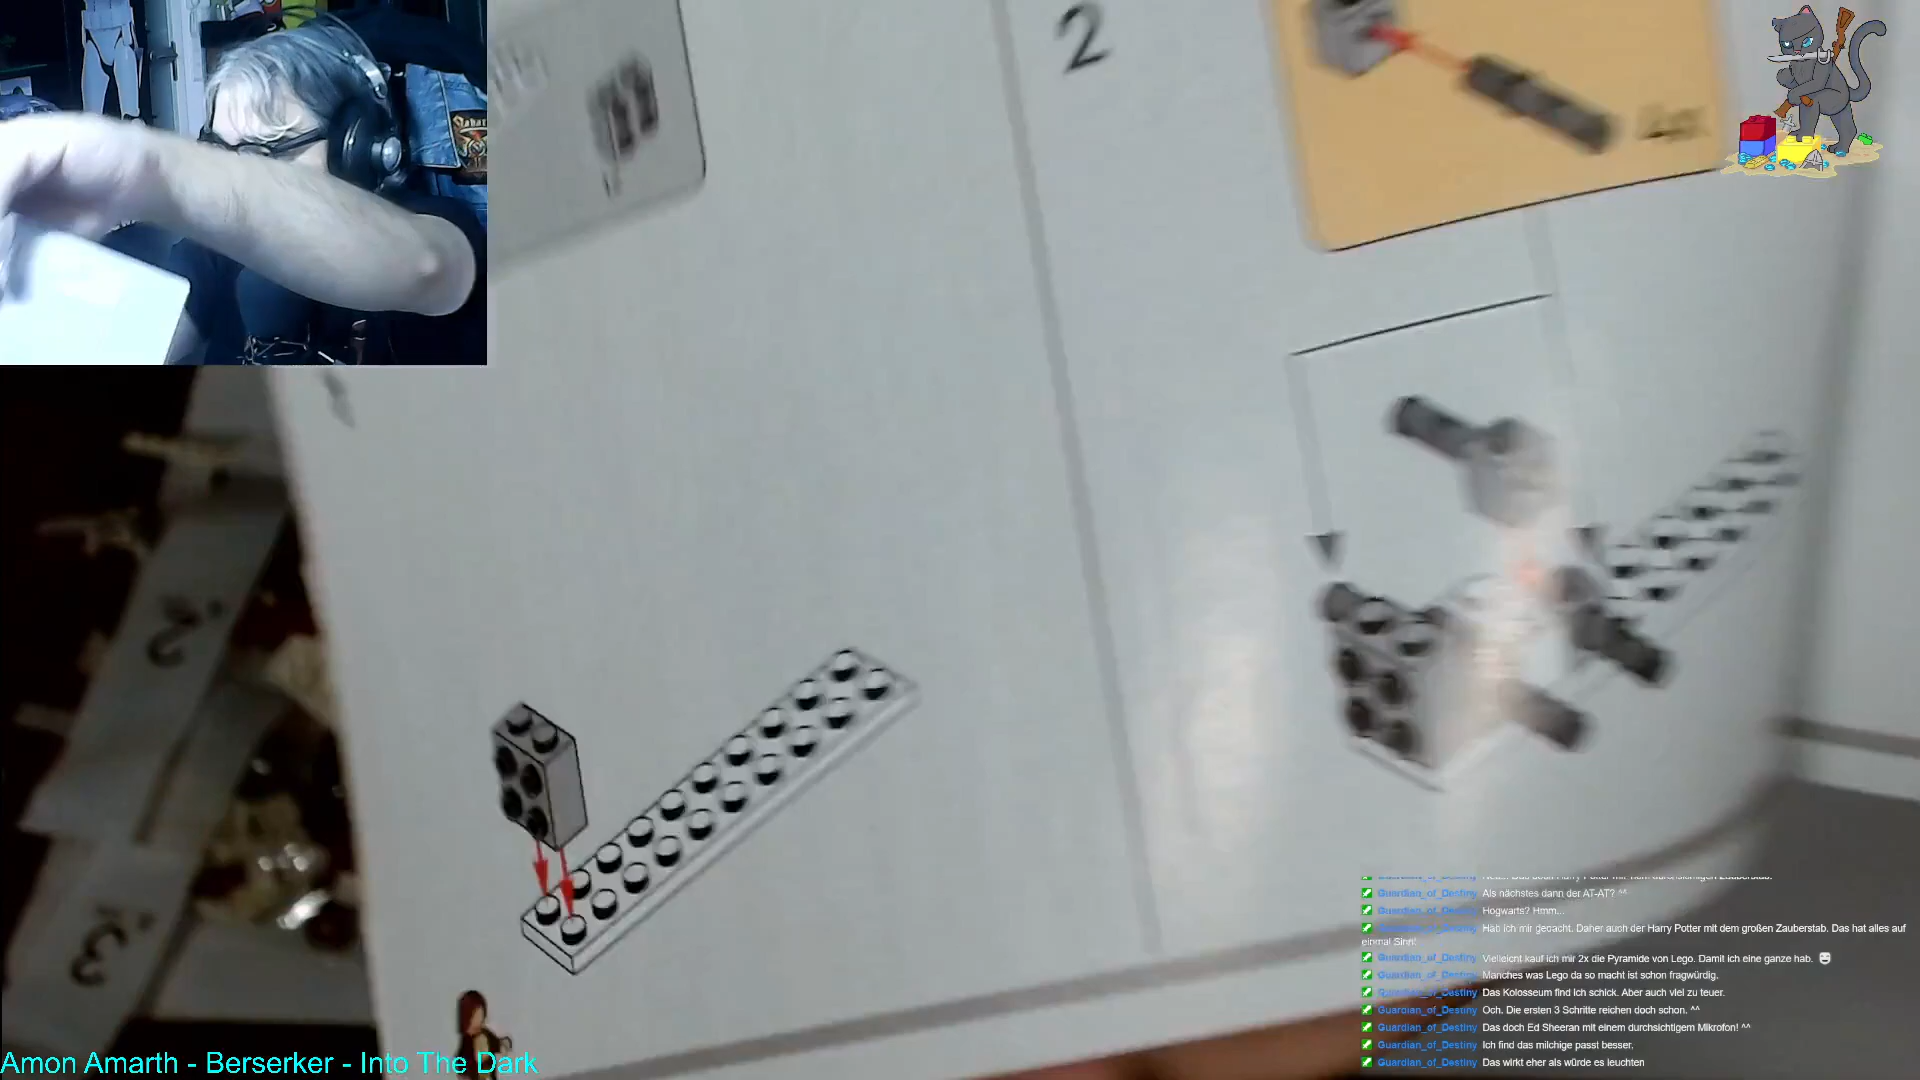 2
2
3
Guardian_of_Destiny Als nächstes dann der AT-AT? ^^
Guardian_of_Destiny Hogwarts? Hmm...
Guardian_of_Destiny Hab ich mir gedacht. Daher auch der Harry Potter mit dem großen Zauberstab. Das hat alles auf
einmal Sinn!
Guardian_of_Destiny Vielleicht kauf ich mir 2x die Pyramide von Lego. Damit ich eine ganze hab.
Guardian_of_Destiny Manches was Lego da so macht ist schon fragwürdig.
Guardian_of_Destiny Das Kolosseum find ich schick. Aber auch viel zu teuer.
Guardian_of_Destiny Och. Die ersten 3 Schritte reichen doch schon. ^^
Guardian_of_Destiny Das doch Ed Sheeran mit einem durchsichtigem Mikrofon! ^^
Guardian_of_Destiny Ich find das milchige passt besser.
Guardian_of_Destiny Das wirkt eher als würde es leuchten
Amon Amarth - Berserker - Into The Dark